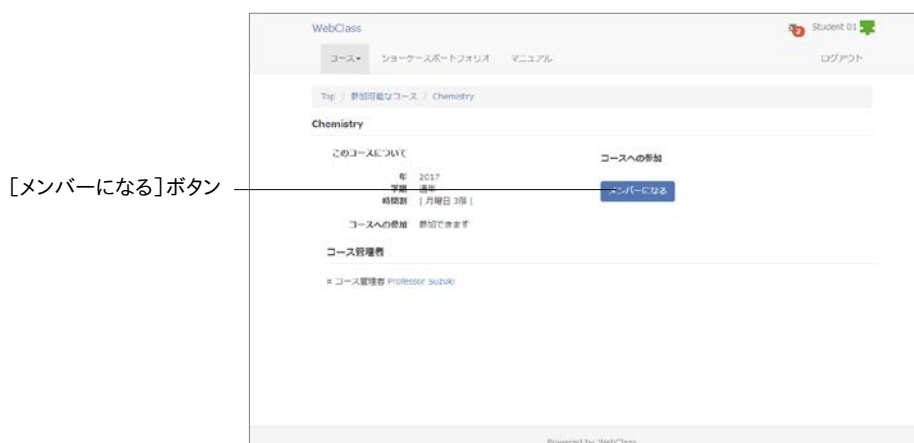 WebClass
2
Student 01
コース▾ ショーケースポートフォリオ マニュアル ログアウト
Top / 参加可能なコース / Chemistry
Chemistry
このコースについて
コースへの参加
年 2017
学期 通年
[メンバーになる]ボタン
メンバーになる
時間割 | 月曜日 3限 |
コースへの参加 参加できます
コース管理者
¤ コース管理者 Professor Suzuki
Powered by WebClass